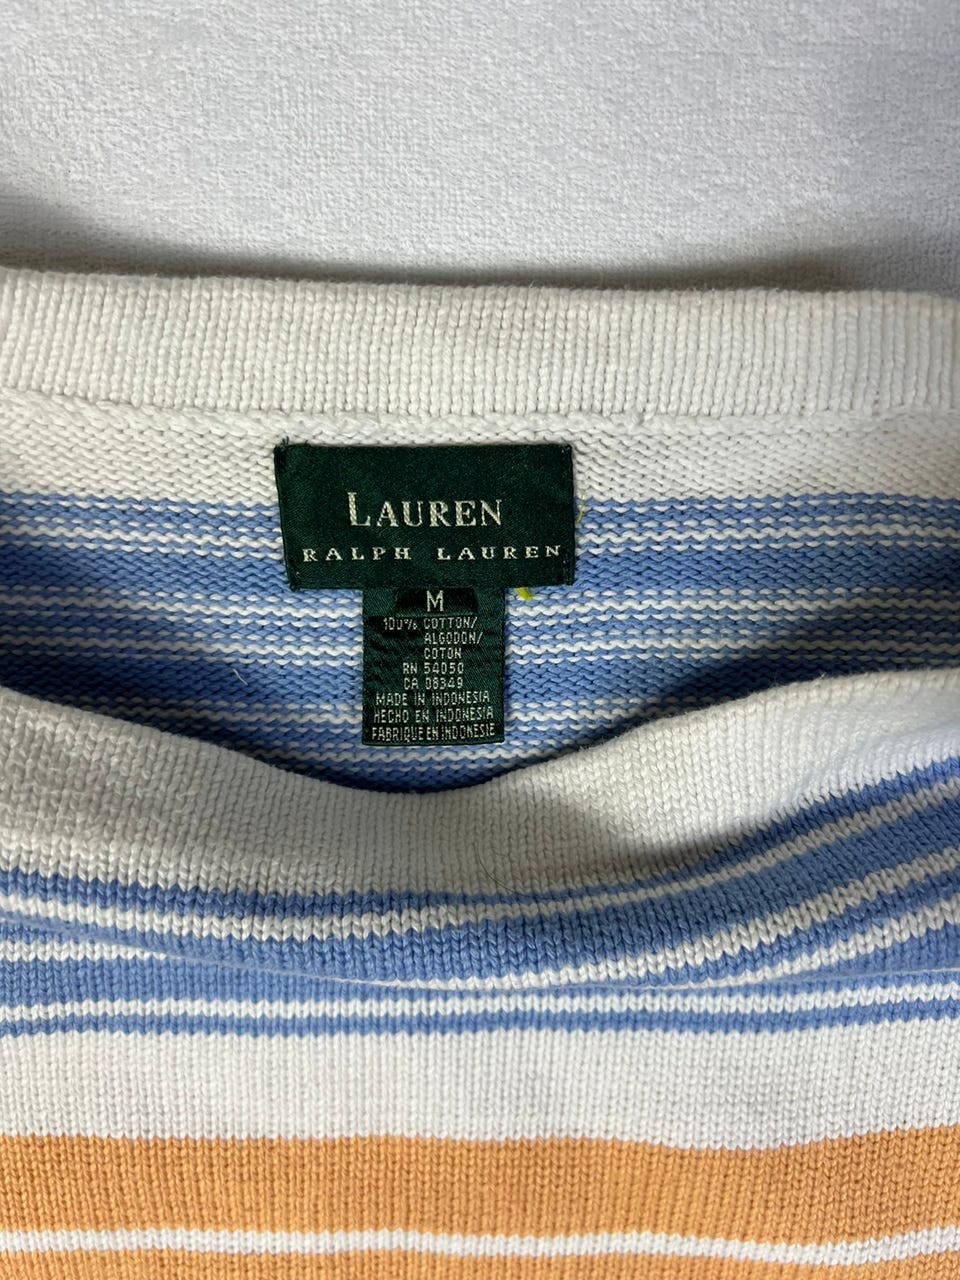 LAUREN
RALPH LAUREN
M
100% COTTON/
ALGODON/
COTON
RN 54050
CA 08349
MADE IN INDONESIA
HECHO EN INDONESIA
FABRIQUE EN INDONESIE